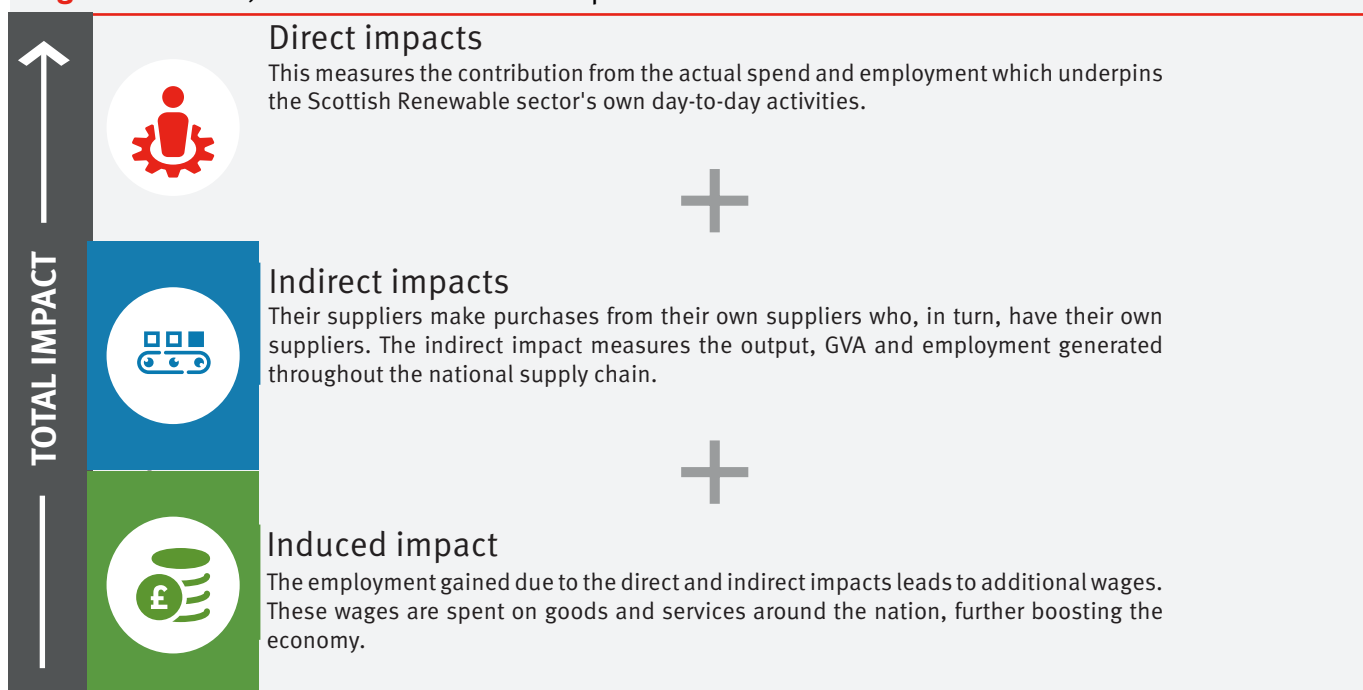 Direct impacts
This measures the contribution from the actual spend and employment which underpins
the Scottish Renewable sector's own day-to-day activities.
+
TOTAL IMPACT
Indirect impacts
Their suppliers make purchases from their own suppliers who, in turn, have their own
suppliers. The indirect impact measures the output, GVA and employment generated
throughout the national supply chain.
+
£
Induced impact
The employment gained due to the direct and indirect impacts leads to additional wages.
These wages are spent on goods and services around the nation, further boosting the
economy.